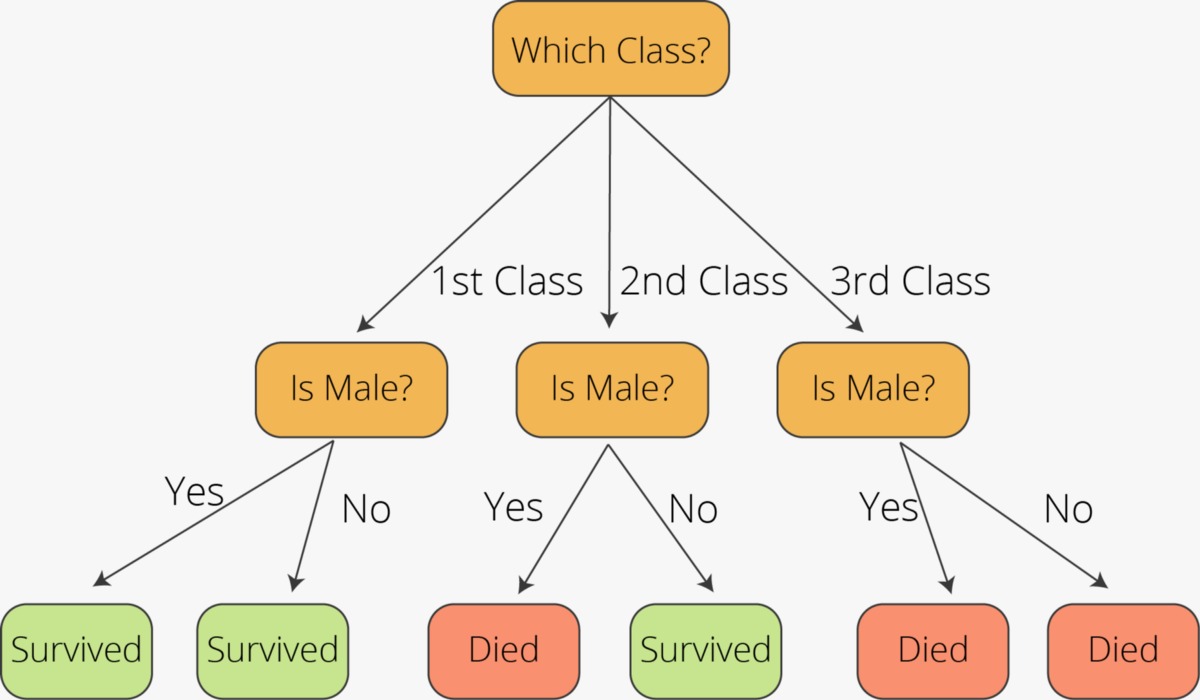 Which Class?
1st Class
2nd Class
3rd Class
Is Male?
Is Male?
Is Male?
Yes
No
Yes
No
Yes
No
Survived
Survived
Died
Survived
Died
Died